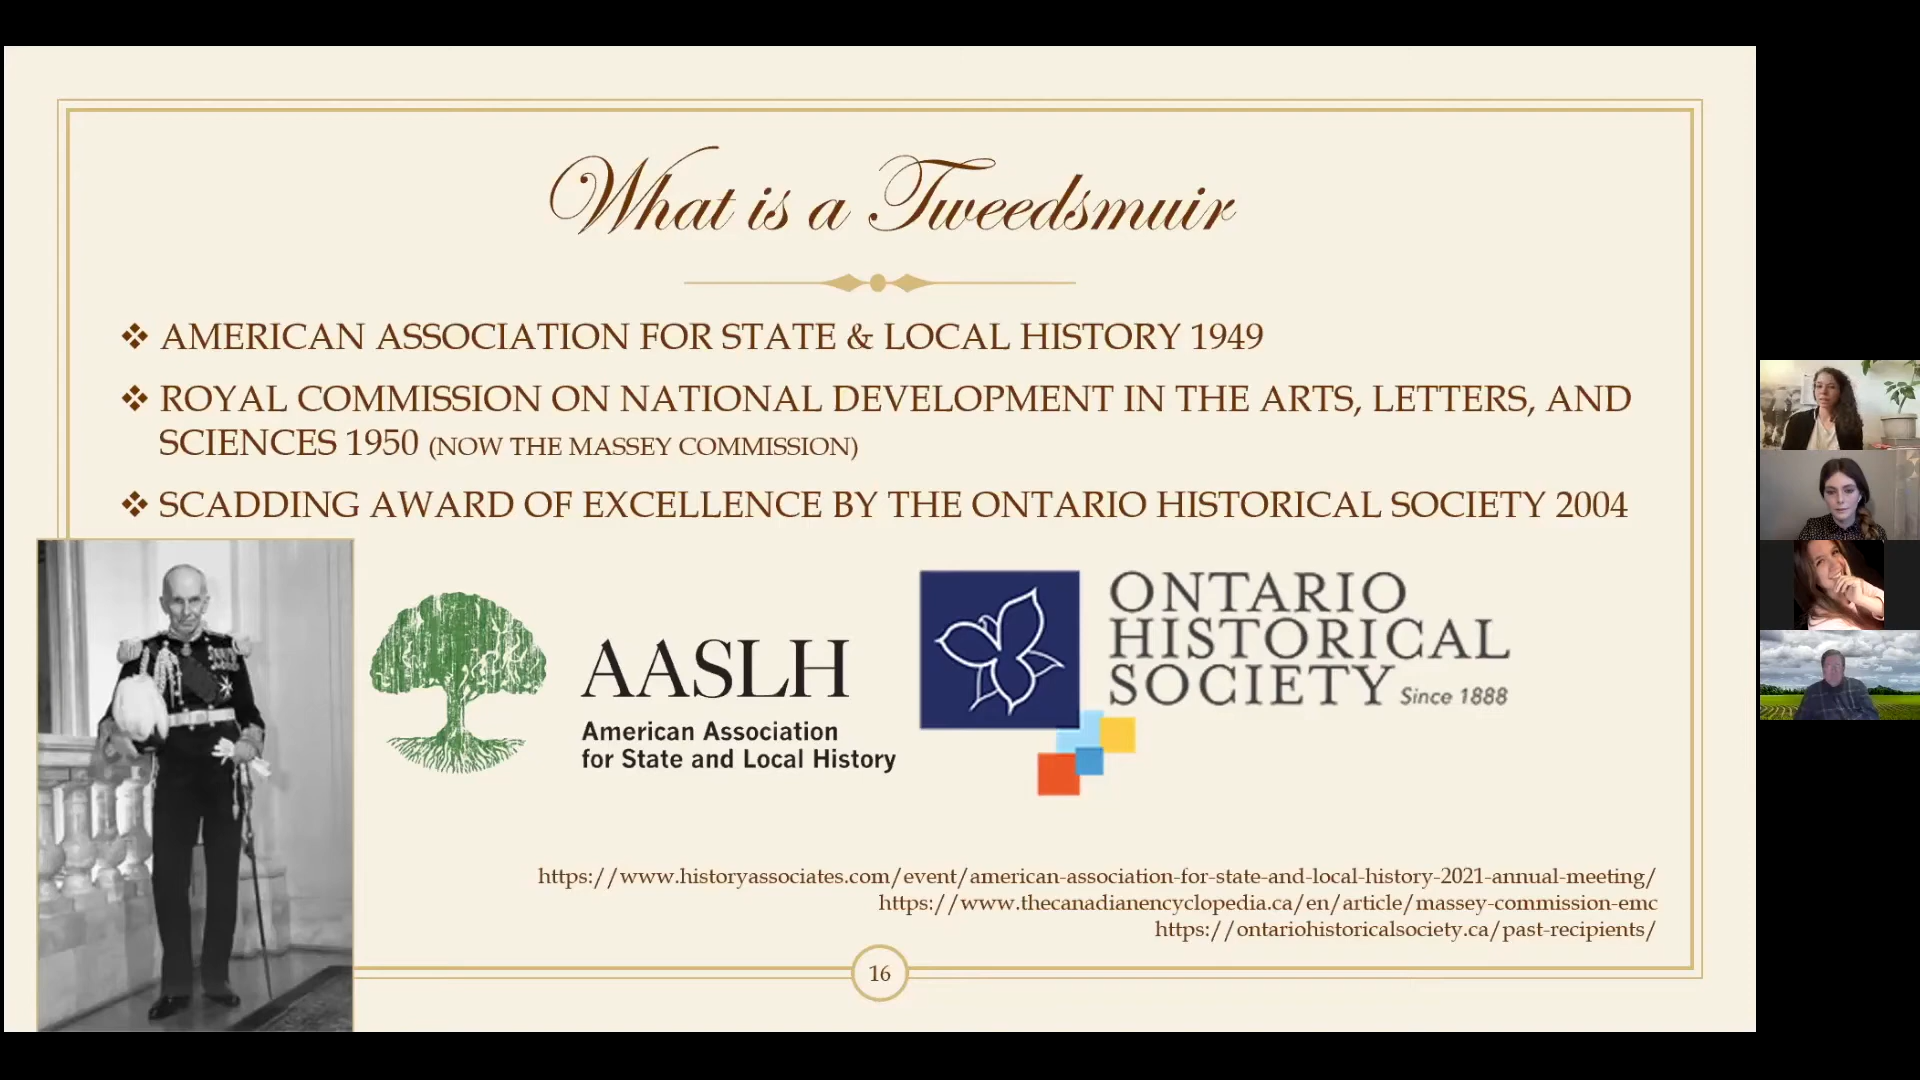 What is a Tweedsmuir
❖ AMERICAN ASSOCIATION FOR STATE & LOCAL HISTORY 1949
❖ ROYAL COMMISSION ON NATIONAL DEVELOPMENT IN THE ARTS, LETTERS, AND
SCIENCES 1950 (NOW THE MASSEY COMMISSION)
❖ SCADDING AWARD OF EXCELLENCE BY THE ONTARIO HISTORICAL SOCIETY 2004
AASLH
American Association
for State and Local History
ONTARIO
HISTORICAL
SOCIETY Since 1888
https://www.historyassociates.com/event/american-association-for-state-and-local-history-2021-annual-meeting/
https://www.thecanadianencyclopedia.ca/en/article/massey-commission-emc
https://ontariohistoricalsociety.ca/past-recipients/
16